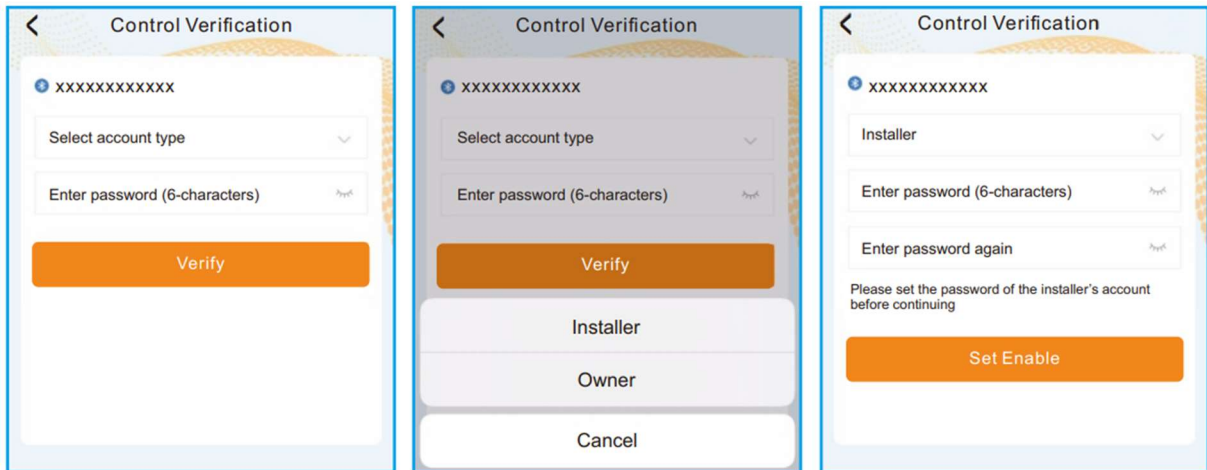 Control Verification
xxxxxxxxxxxx
Select account type
Enter password (6-characters)
Verify
Control Verification
xxxxxxxxxxxx
Select account type
Enter password (6-characters)
Verify
Installer
Owner
Cancel
Control Verification
xxxxxxxxxxxx
Installer
Enter password (6-characters)
Enter password again
Please set the password of the installer's account
before continuing
Set Enable